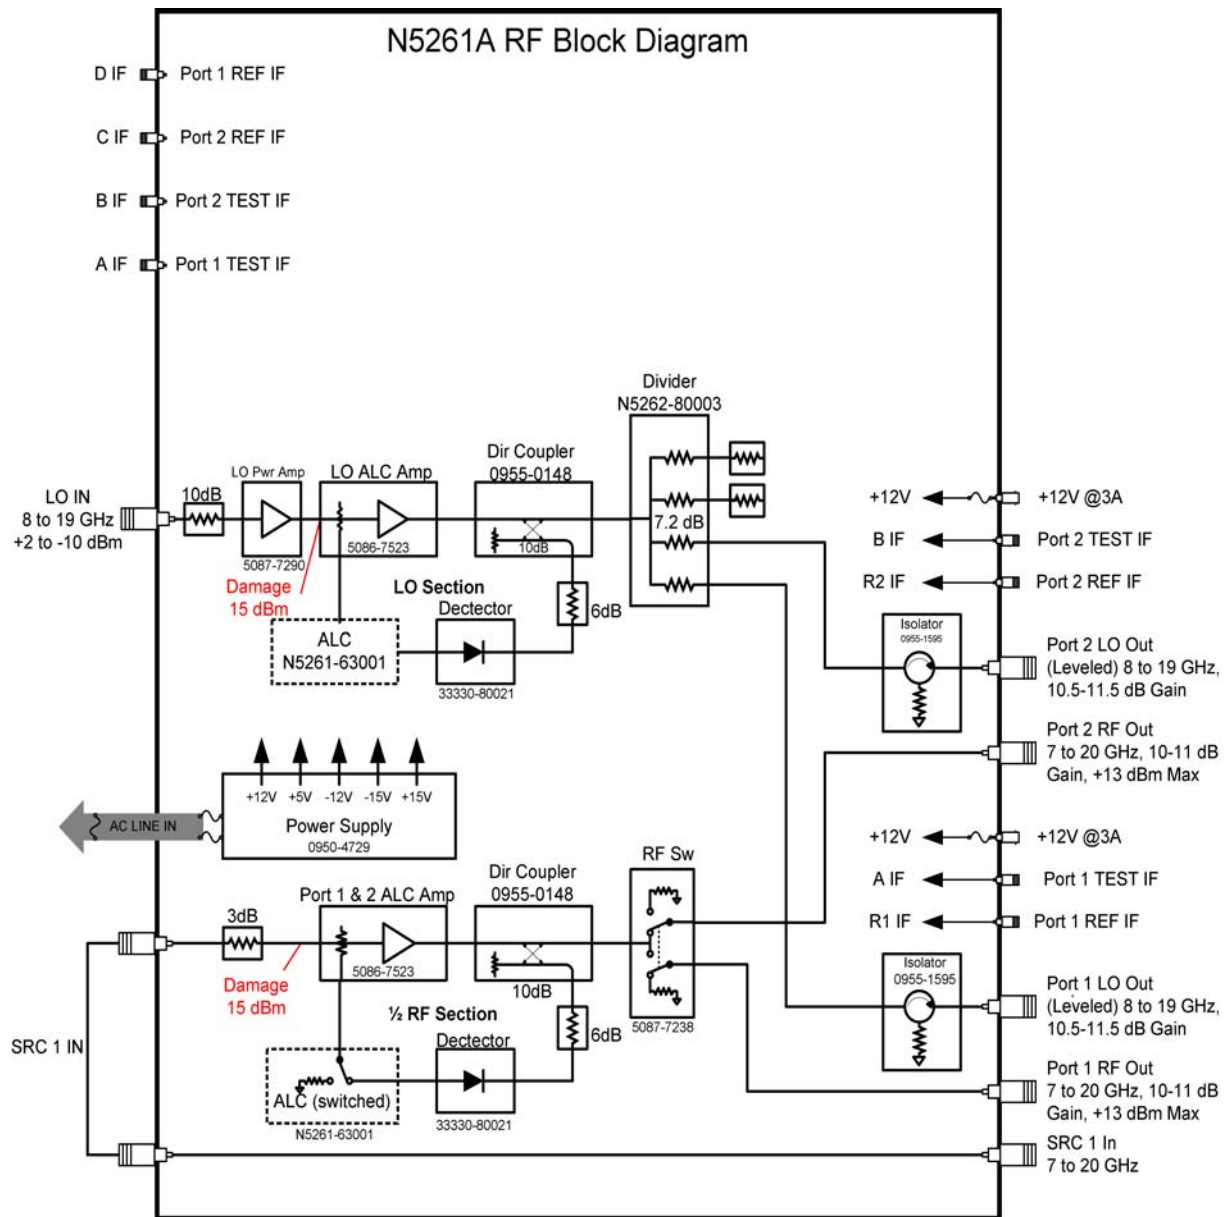 N5261A RF Block Diagram
D IF Port 1 REF IF
C IF Port 2 REF IF
B IF Port 2 TEST IF
A IF Port 1 TEST IF
Divider
N5262-80003
LO Pwr Amp
LO ALC Amp
Dir Coupler
0955-0148
LO IN
8 to 19 GHz
+2 to -10 dBm
10dB
5087-7290
5086-7523
10dB
7.2 dB
Damage
15 dBm
LO Section
Dectector
6dB
ALC
N5261-63001
33330-80021
+12V +12V @3A
B IF Port 2 TEST IF
R2 IF Port 2 REF IF
Isolator
0955-1595
Port 2 LO Out
(Leveled) 8 to 19 GHz,
10.5-11.5 dB Gain
Port 2 RF Out
7 to 20 GHz, 10-11 dB
Gain, +13 dBm Max
+12V +5V -12V -15V +15V
AC LINE IN
Power Supply
0950-4729
+12V +12V @3A
A IF Port 1 TEST IF
R1 IF Port 1 REF IF
Port 1 & 2 ALC Amp
Dir Coupler
0955-0148
RF Sw
3dB
5086-7523
10dB
Damage
15 dBm
½ RF Section
Dectector
6dB
5087-7238
SRC 1 IN
ALC (switched)
N5261-63001
33330-80021
Isolator
0955-1595
Port 1 LO Out
(Leveled) 8 to 19 GHz,
10.5-11.5 dB Gain
Port 1 RF Out
7 to 20 GHz, 10-11 dB
Gain, +13 dBm Max
SRC 1 In
7 to 20 GHz